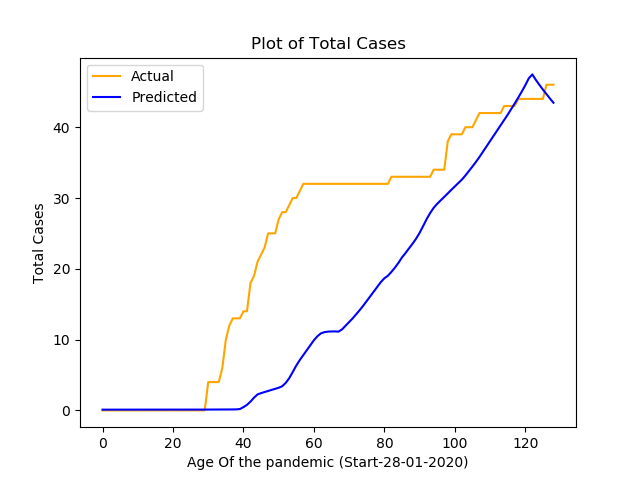 Plot of Total Cases
Actual
Predicted
Total Cases
40
30
20
10
0
0 20 40 60 80 100 120
Age Of the pandemic (Start-28-01-2020)